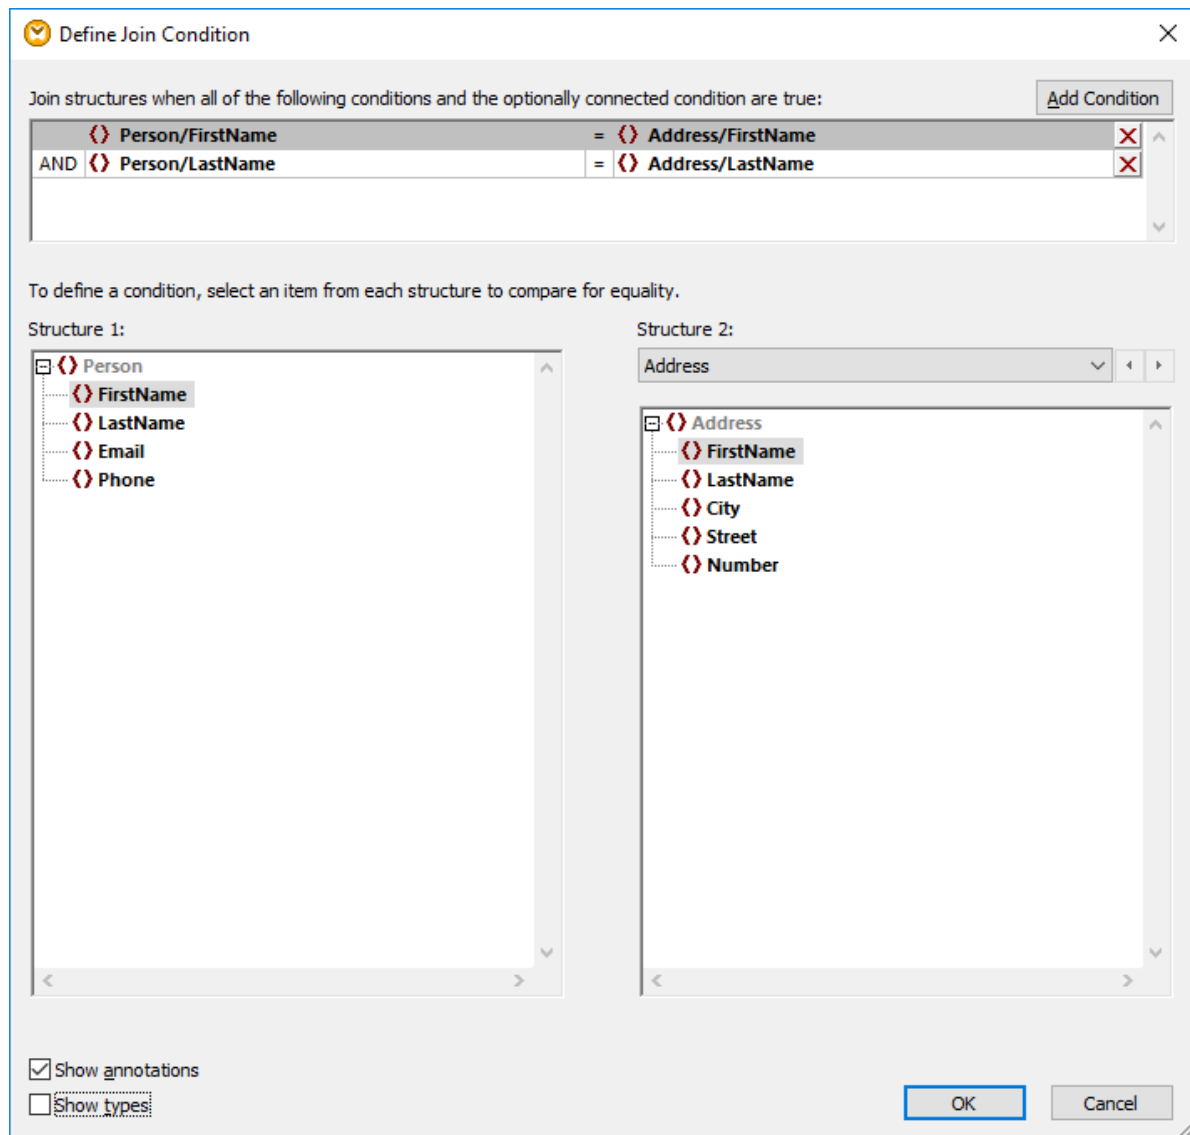 Define Join Condition
Join structures when all of the following conditions and the optionally connected condition are true:
Add Condition
Person/FirstName = Address/FirstName
AND Person/LastName = Address/LastName
To define a condition, select an item from each structure to compare for equality.
Structure 1:
Structure 2:
Address
Person
FirstName
LastName
Email
Phone
Address
FirstName
LastName
City
Street
Number
Show annotations
Show types
OK
Cancel